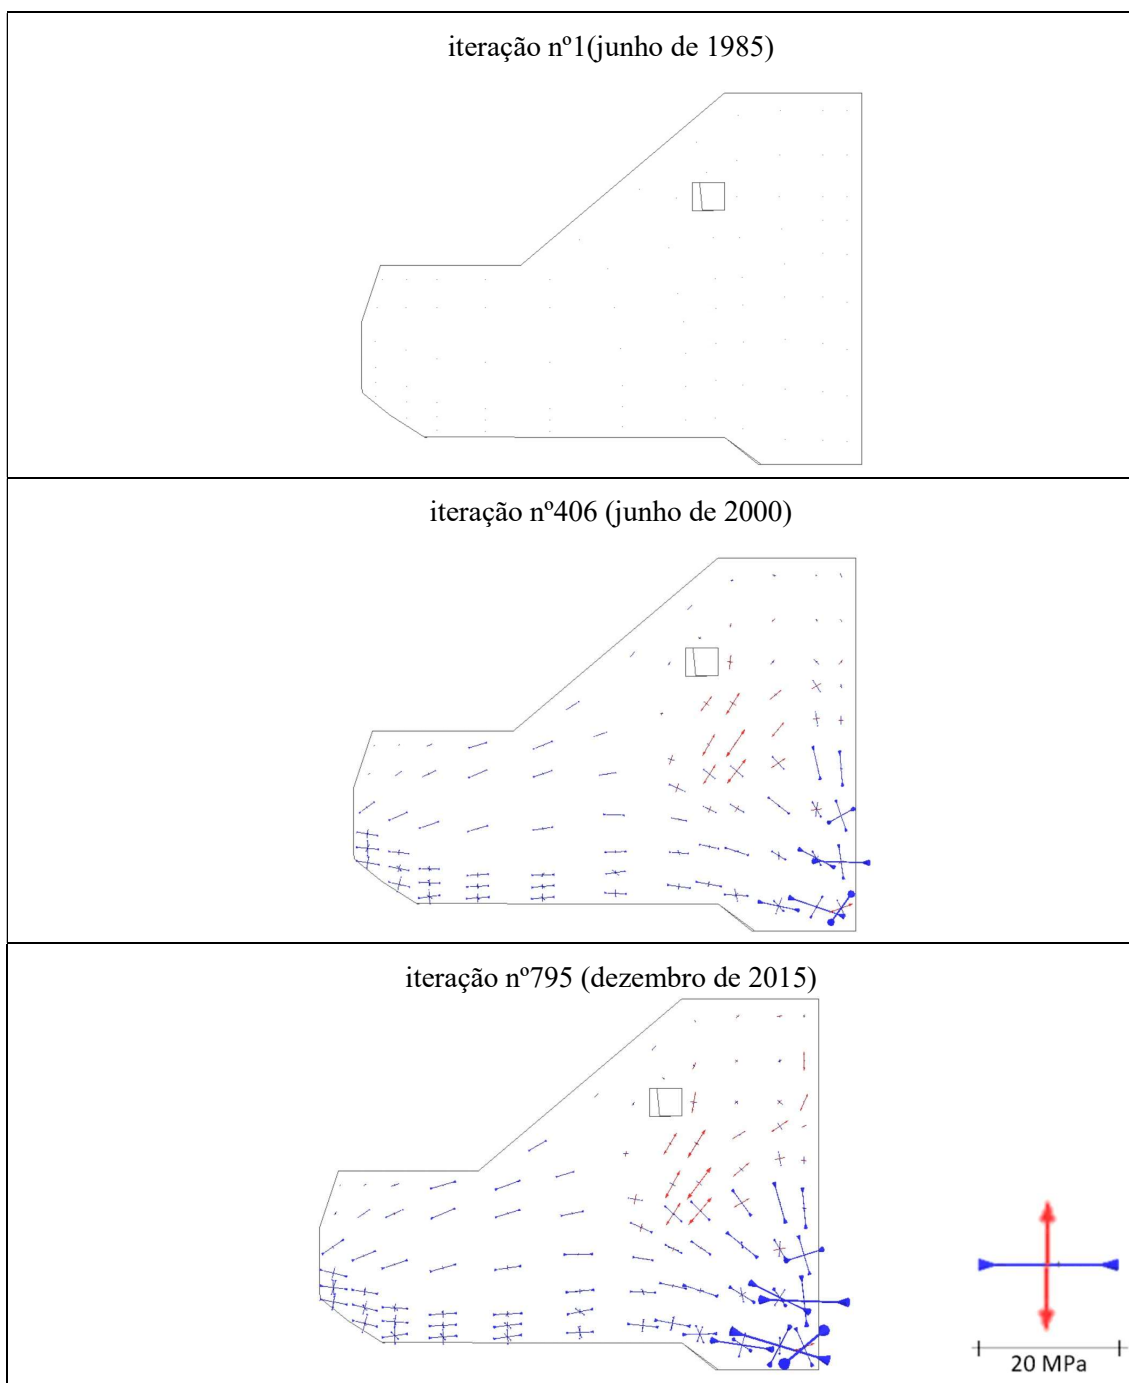 iteração nº1(junho de 1985)
iteração nº406 (junho de 2000)
iteração nº795 (dezembro de 2015)
20 MPa